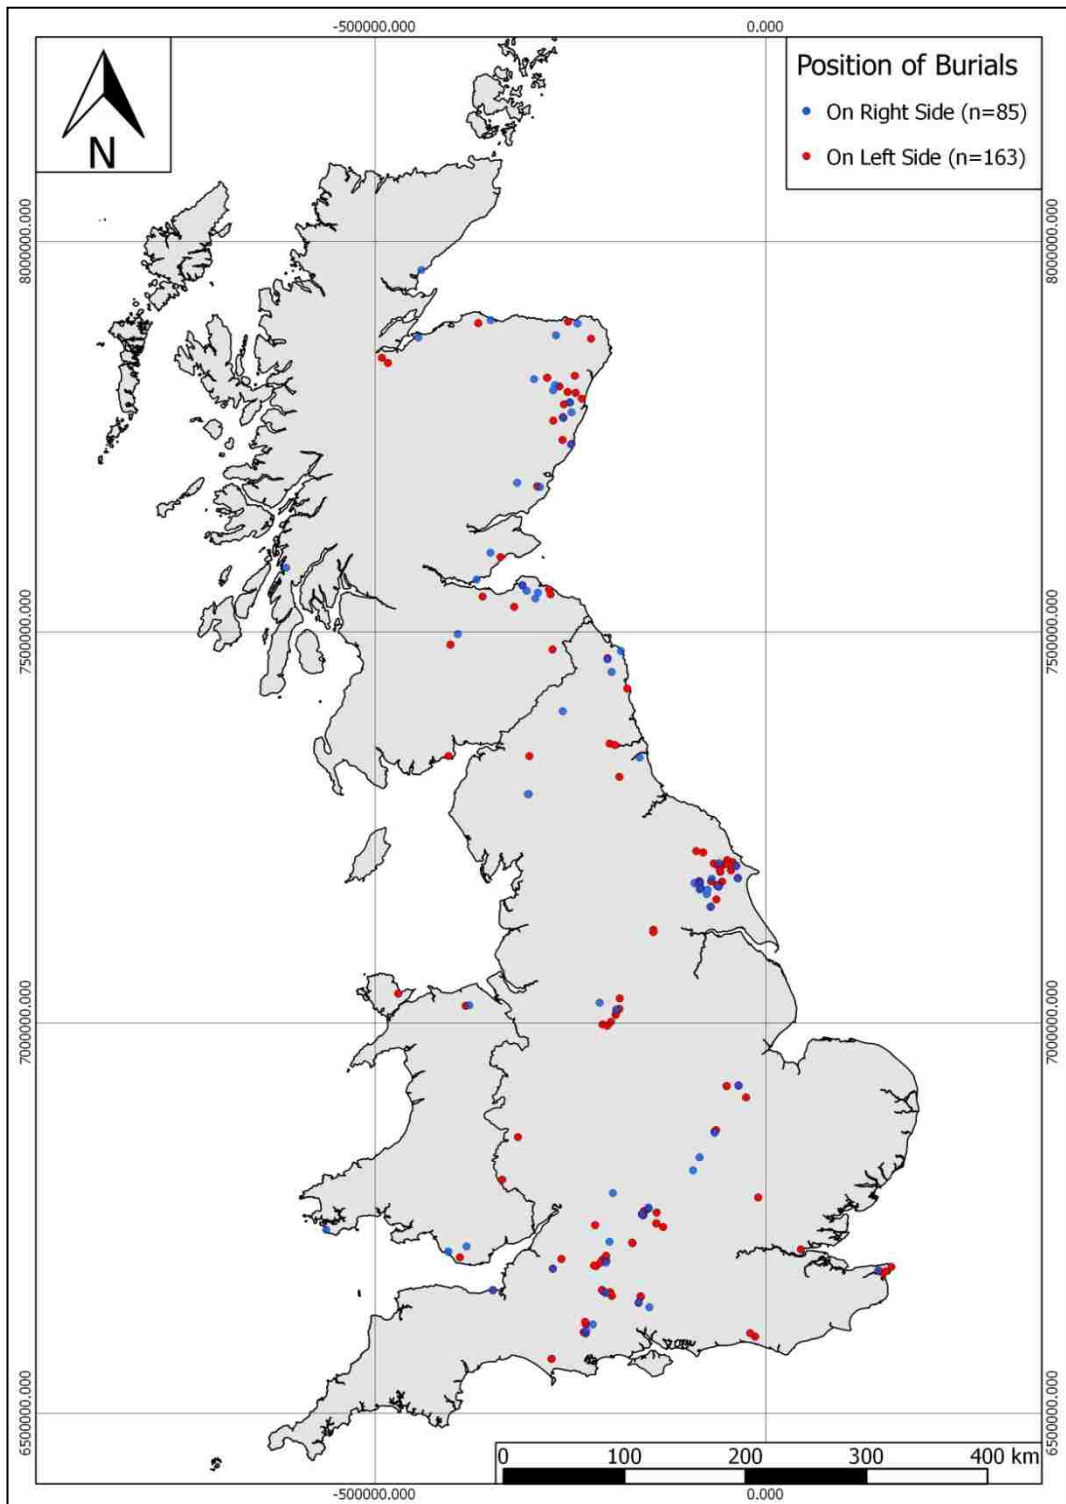 -500000.000 0.000
N
Position of Burials
On Right Side (n=85)
On Left Side (n=163)
8000000.000 8000000.000
7500000.000 7500000.000
7000000.000 7000000.000
6500000.000 6500000.000
0 100 200 300 400 km
-500000.000 0.000